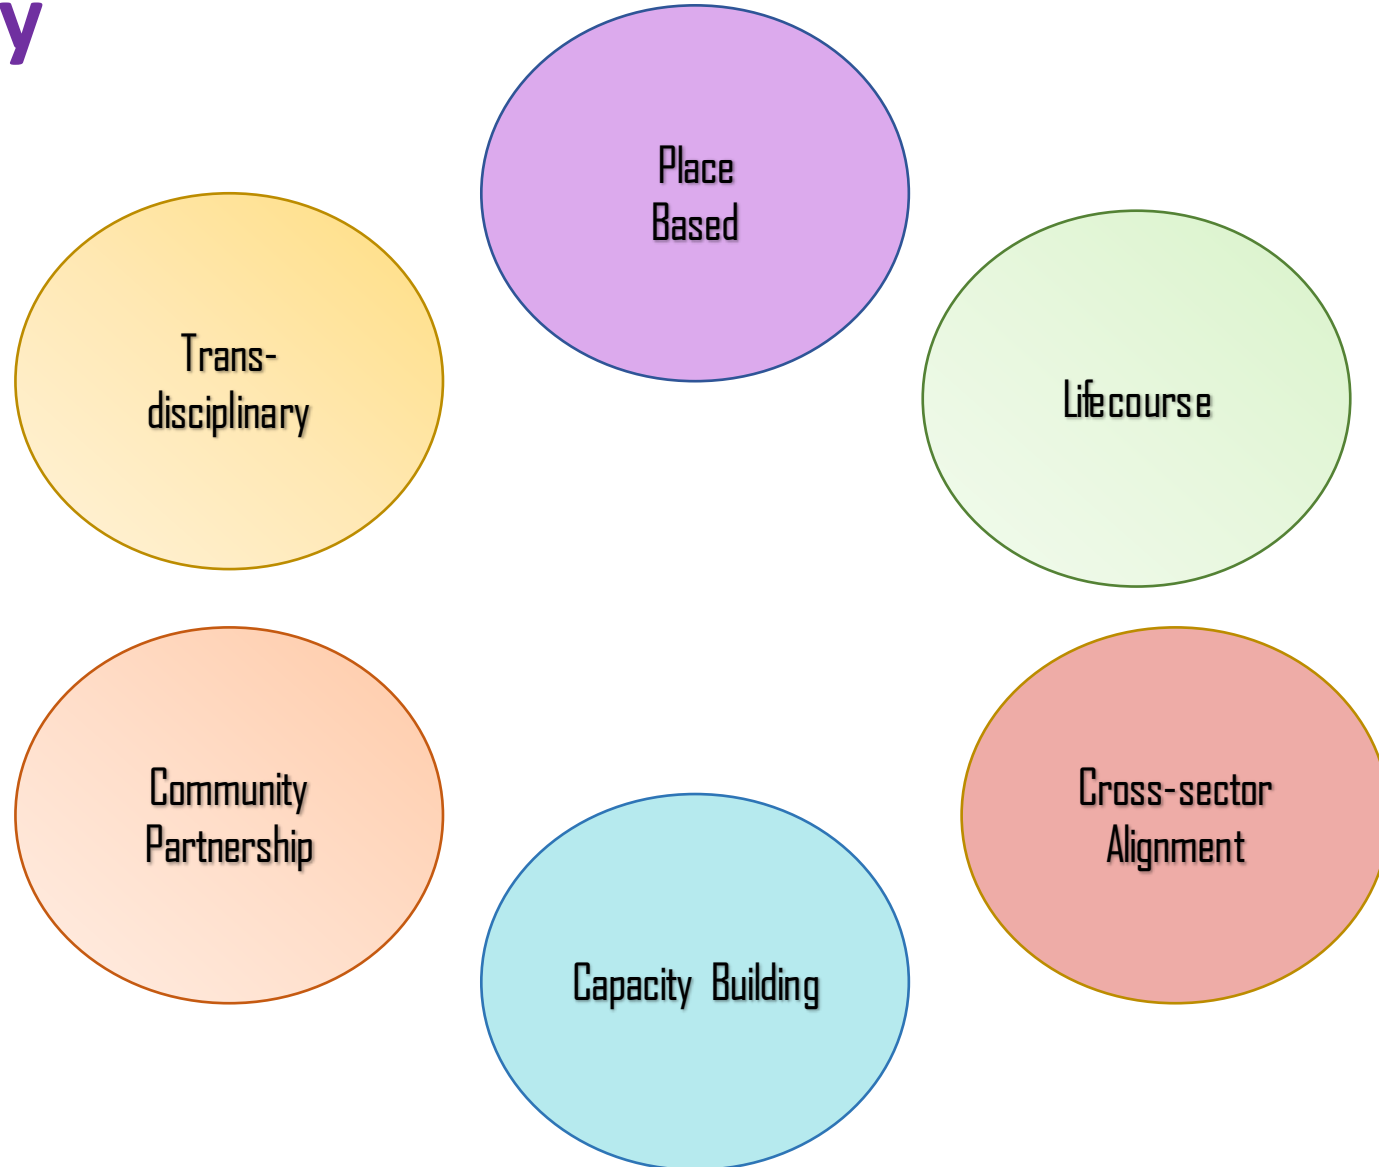 y
Place
Based
Trans-
disciplinary
Lifecourse
Community
Partnership
Cross-sector
Alignment
Capacity Building